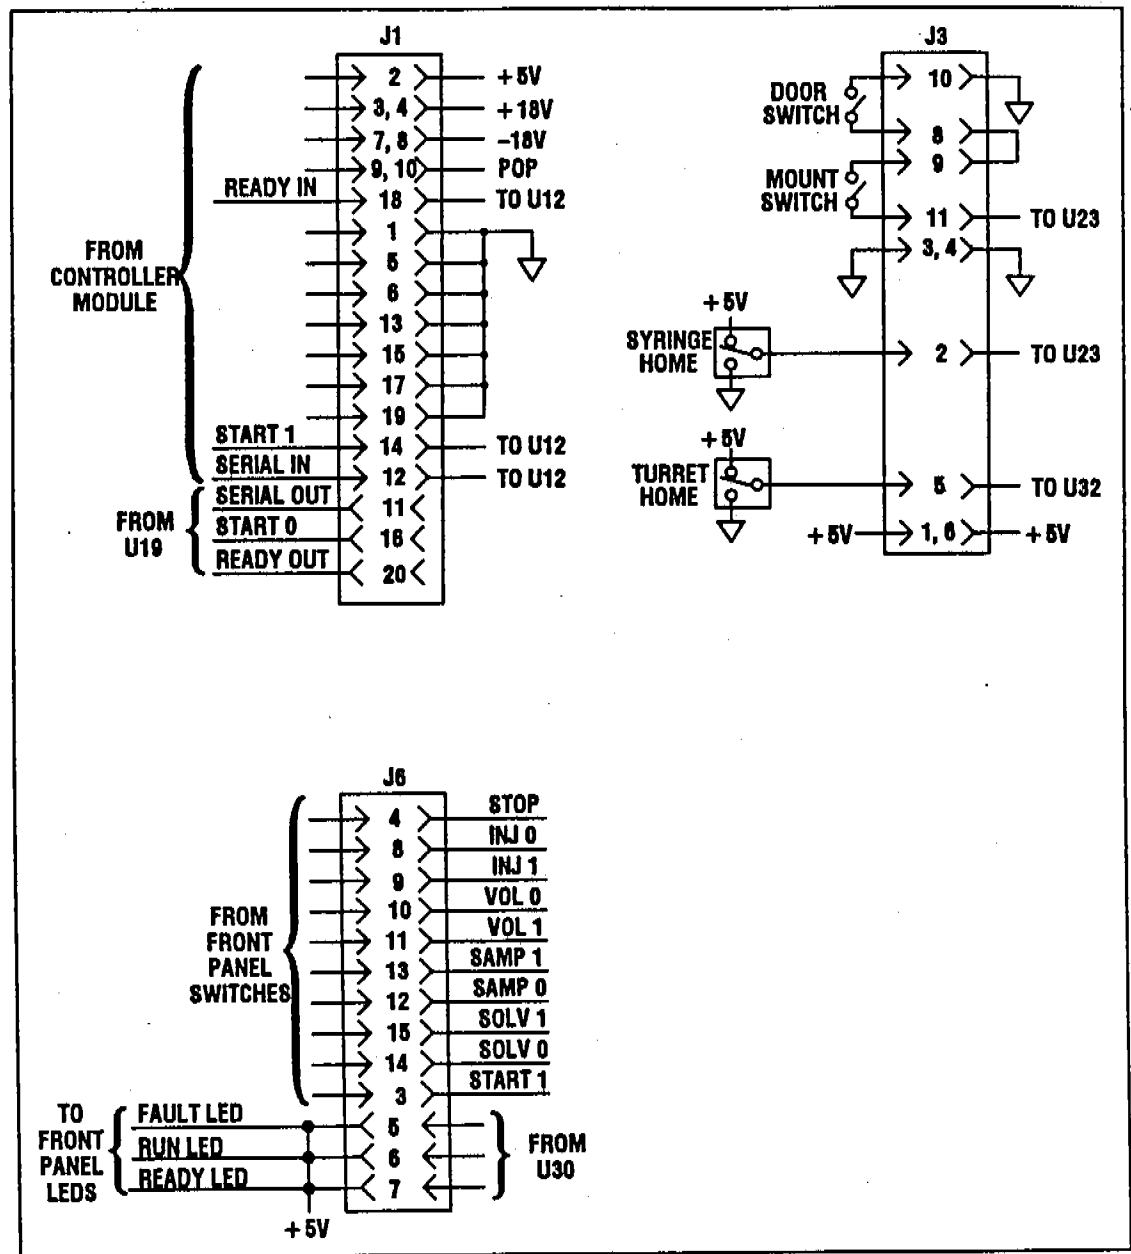 J1
2 +5V
3, 4 +18V
7, 8 -18V
9, 10 POP
READY IN 18 TO U12
1
5
6
13
15
17
19
START 1 14 TO U12
SERIAL IN 12 TO U12
SERIAL OUT 11
START 0 16
READY OUT 20
FROM
CONTROLLER
MODULE
FROM
U19
J3
10
DOOR
SWITCH
8
9
MOUNT
SWITCH
11 TO U23
3, 4
+5V
SYRINGE
HOME
2 TO U23
+5V
TURRET
HOME
5 TO U32
+5V 1, 6 +5V
J6
4 STOP
8 INJ 0
9 INJ 1
10 VOL 0
11 VOL 1
13 SAMP 1
12 SAMP 0
15 SOLV 1
14 SOLV 0
3 START 1
FROM
FRONT
PANEL
SWITCHES
TO
FRONT
PANEL
LEDS
FAULT LED 5
RUN LED 6
READY LED 7
FROM
U30
+5V